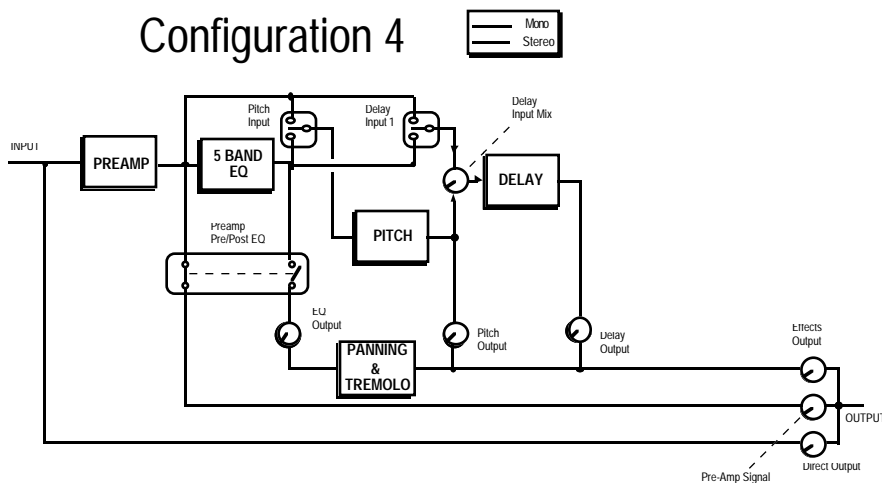 Configuration 4
Mono
Stereo
Pitch
Input
Delay
Input 1
Delay
Input Mix
INPUT
PREAMP
5 BAND
EQ
DELAY
Preamp
Pre/Post EQ
PITCH
EQ
Output
PANNING
&
TREMOLO
Pitch
Output
Delay
Output
Effects
Output
OUTPUT
Direct Output
Pre-Amp Signal